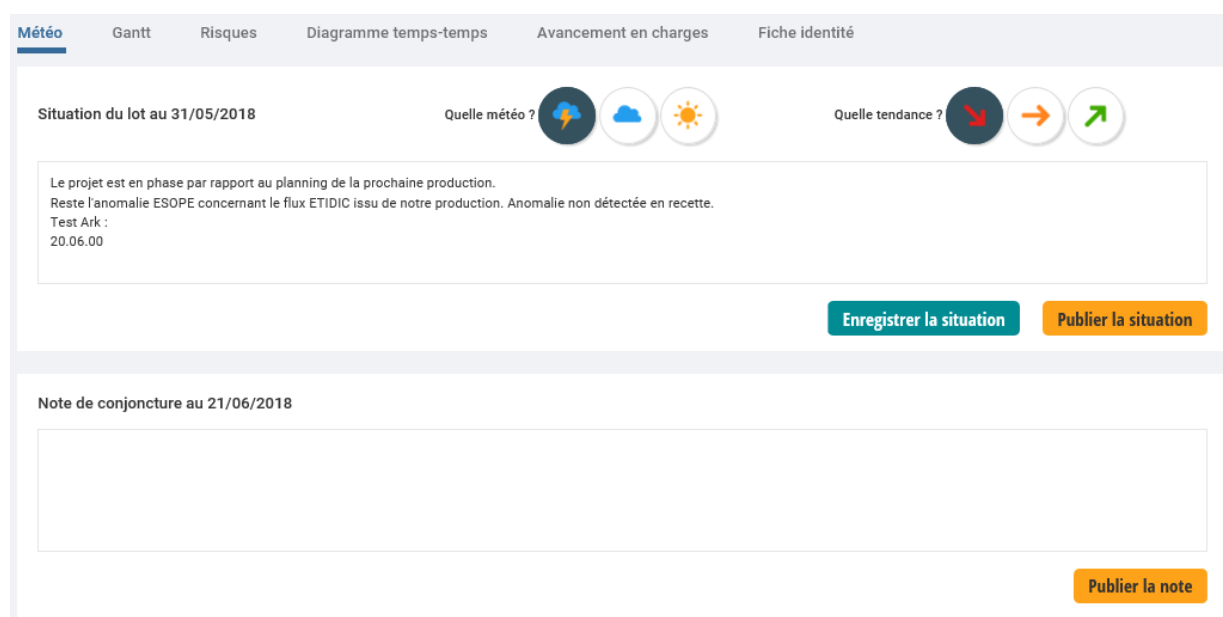 Météo Gantt Risques Diagramme temps-temps Avancement en charges Fiche identité
Situation du lot au 31/05/2018 Quelle météo ? Quelle tendance ?
Le projet est en phase par rapport au planning de la prochaine production.
Reste l'anomalie ESOPE concernant le flux ETIDIC issu de notre production. Anomalie non détectée en recette.
Test Ark :
20.06.00
Enregistrer la situation Publier la situation
Note de conjoncture au 21/06/2018
Publier la note